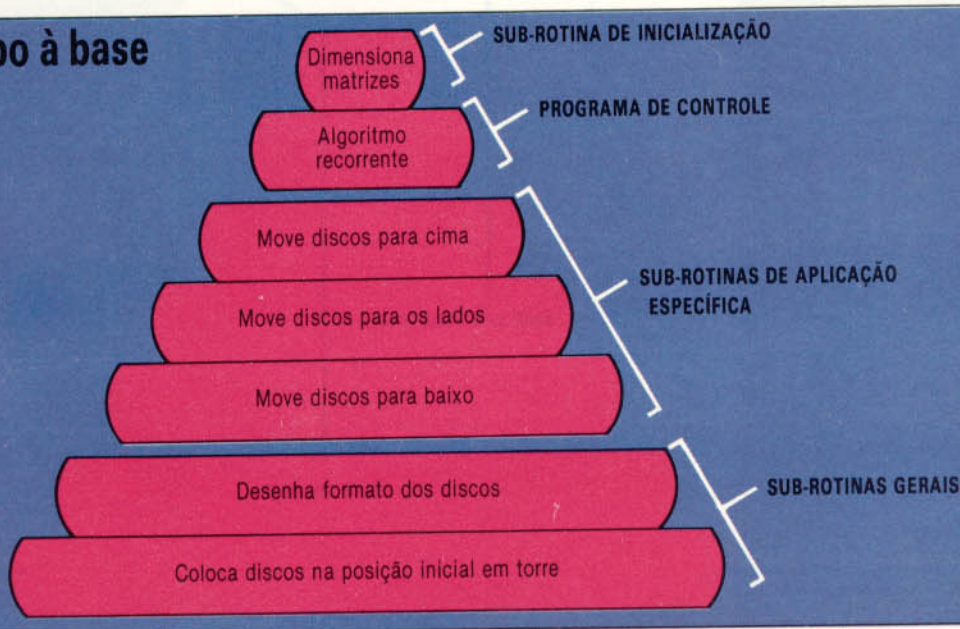 po à base
Dimensiona
matrizes
SUB-ROTINA DE INICIALIZAÇÃO
Algoritmo
recorrente
PROGRAMA DE CONTROLE
Move discos para cima
Move discos para os lados
Move discos para baixo
SUB-ROTINAS DE APLICAÇÃO
ESPECÍFICA
Desenha formato dos discos
Coloca discos na posição inicial em torre
SUB-ROTINAS GERAIS